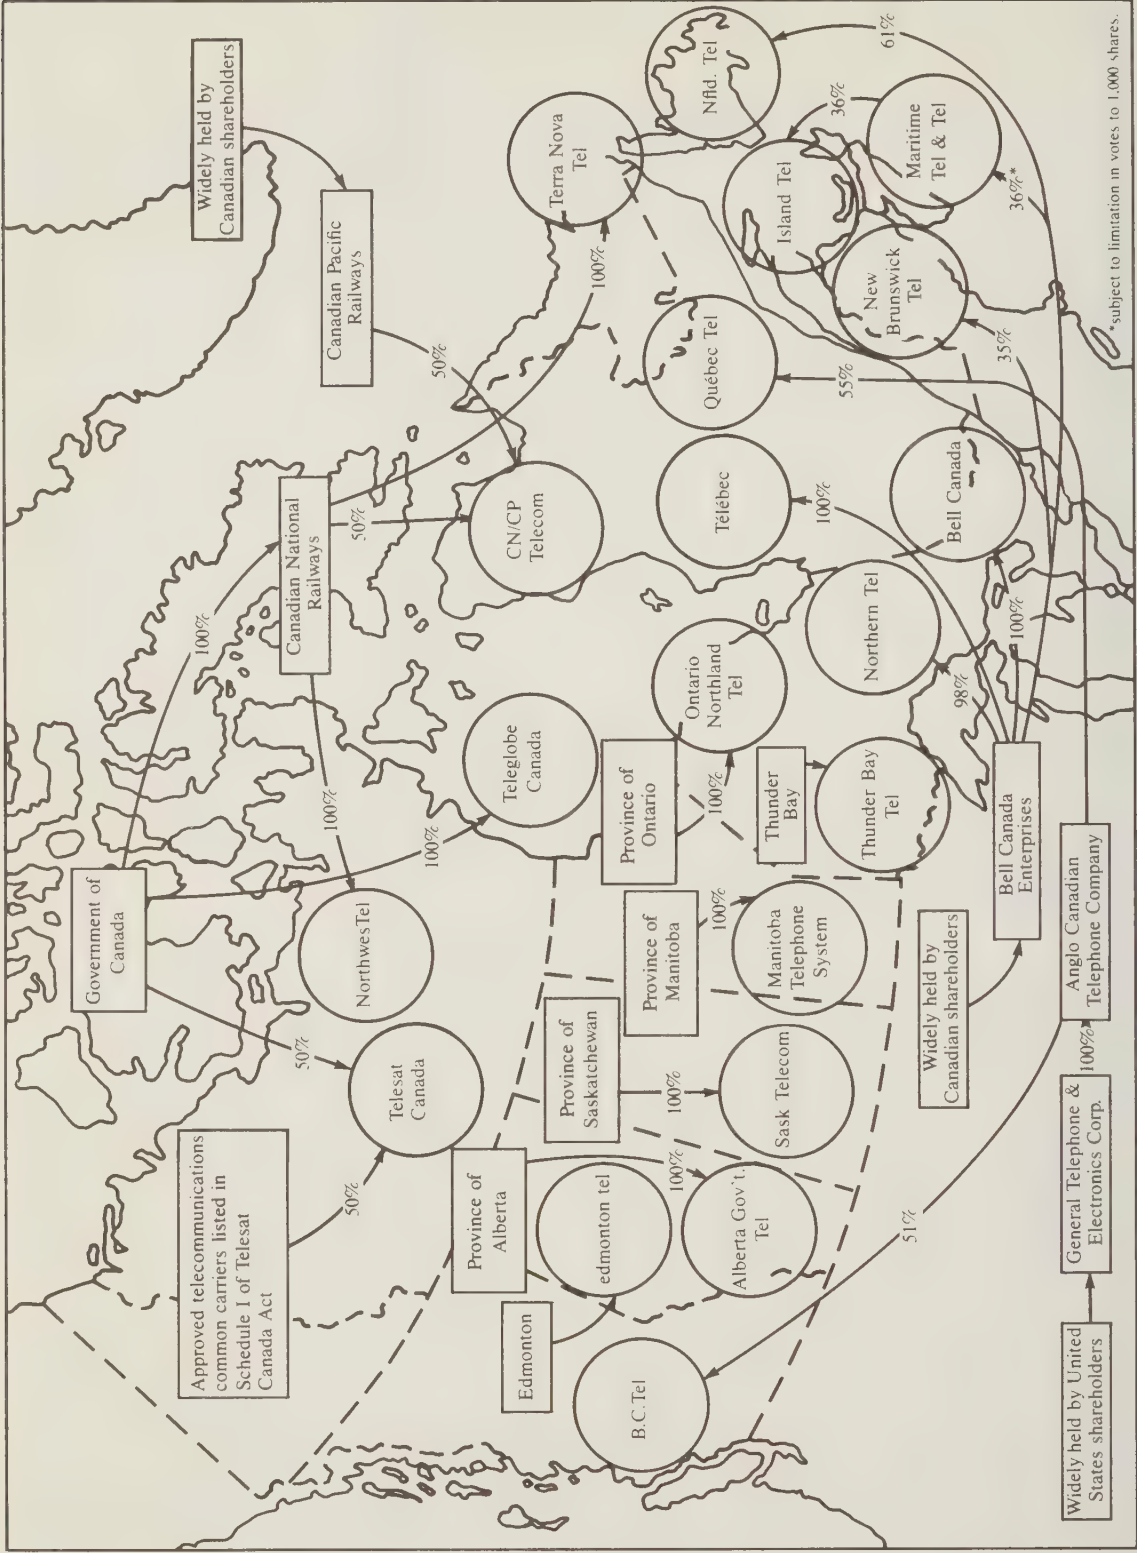 Widely held by
Canadian shareholders
Canadian Pacific
Railways
50%
Government of
Canada
100%
Canadian National
Railways
50%
100%
100%
100%
50%
Approved telecommunications
common carriers listed in
Schedule I of Telesat
Canada Act
50%
Telesat
Canada
NorthwesTel
Teleglobe
Canada
CN/CP
Telecom
Terra Nova
Tel
Nfld. Tel
61%
Province of
Alberta
100%
Edmonton
edmonton tel
Alberta Gov't.
Tel
B.C.Tel
Province of
Saskatchewan
100%
Sask Telecom
Province of
Manitoba
100%
Manitoba
Telephone
System
Province of
Ontario
100%
Ontario
Northland
Tel
Thunder
Bay
Thunder Bay
Tel
Northern Tel
98%
Télébec
100%
Bell Canada
100%
Québec Tel
55%
New
Brunswick
Tel
35%
Island Tel
36%
Maritime
Tel & Tel
36%*
Widely held by
Canadian shareholders
Bell Canada
Enterprises
51%
Widely held by United
States shareholders
General Telephone &
Electronics Corp.
100%
Anglo Canadian
Telephone Company
*subject to limitation in votes to 1,000 shares.